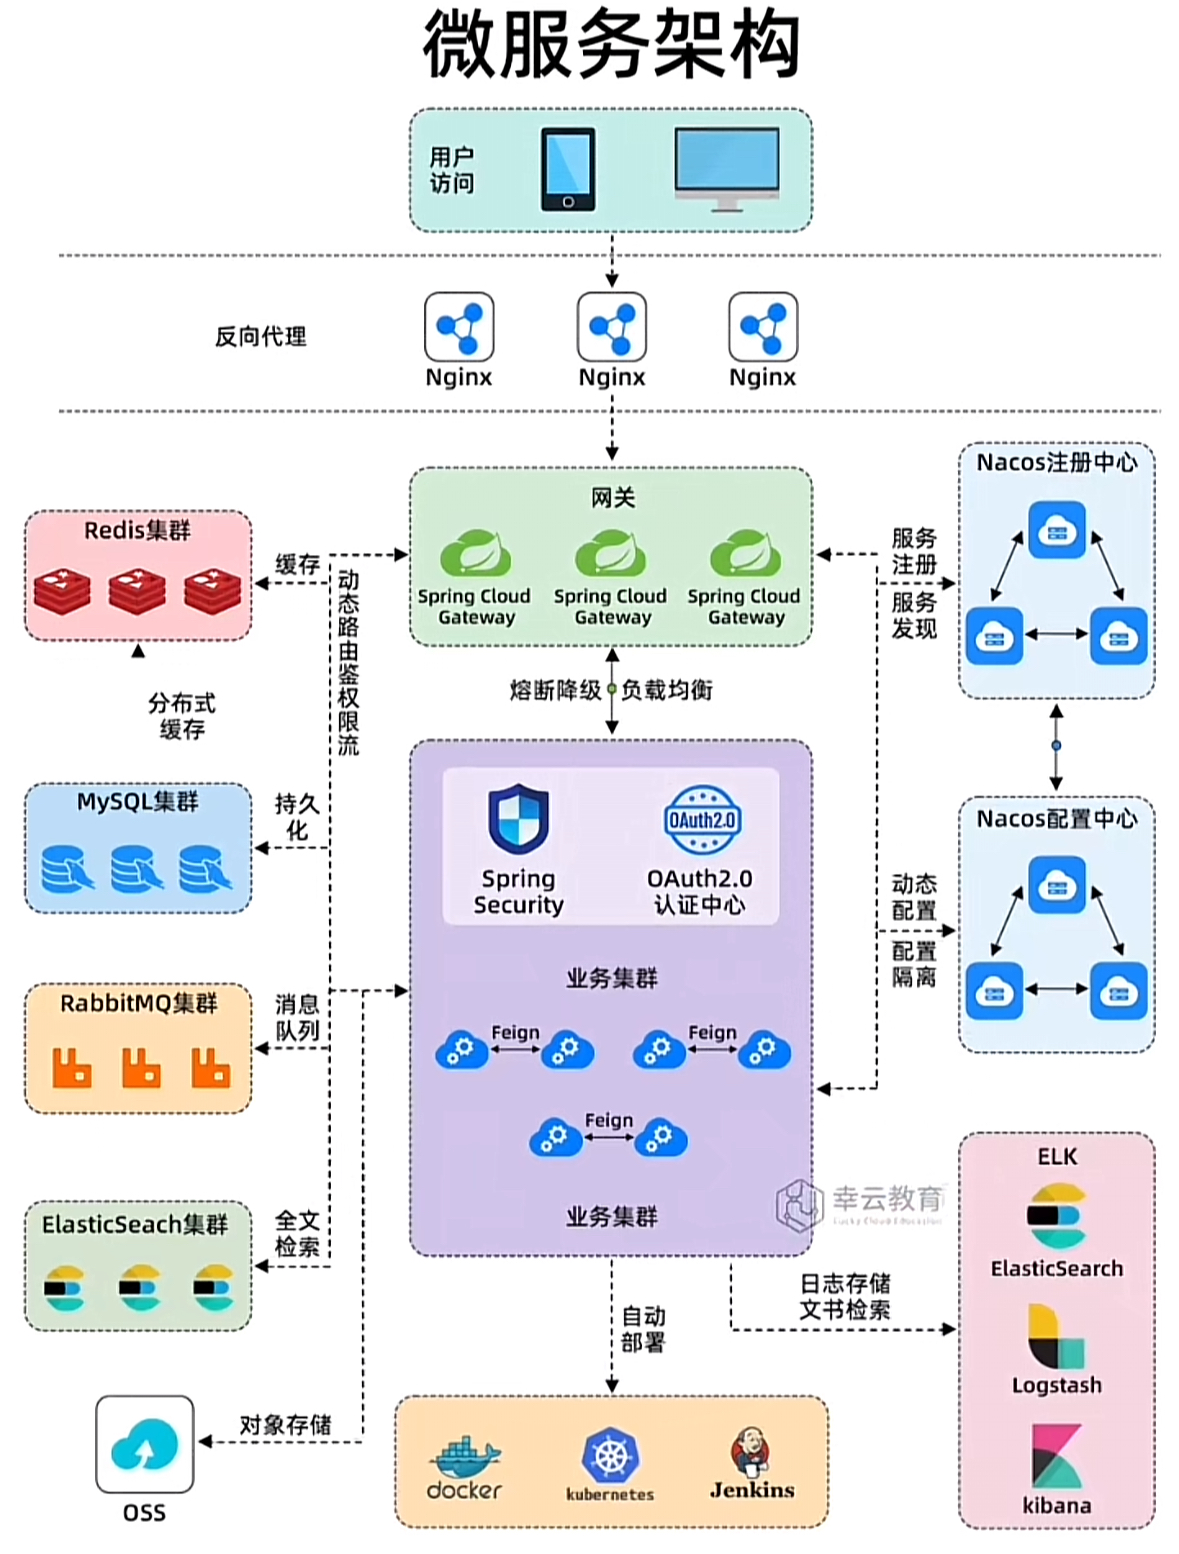 微服务架构
用户
访问
反向代理
Nginx
Nginx
Nginx
网关
Spring Cloud
Gateway
Spring Cloud
Gateway
Spring Cloud
Gateway
Redis集群
缓存
动态路由鉴权限流
分布式
缓存
服务
注册
服务
发现
Nacos注册中心
熔断降级
负载均衡
MySQL集群
持久
化
Spring
Security
OAuth2.0
OAuth2.0
认证中心
Nacos配置中心
动态
配置
配置
隔离
RabbitMQ集群
消息
队列
业务集群
Feign
Feign
Feign
业务集群
幸云教育
Lucky Cloud Education
ElasticSeach集群
全文
检索
自动
部署
日志存储
文书检索
ELK
ElasticSearch
Logstash
kibana
对象存储
OSS
docker
kubernetes
Jenkins